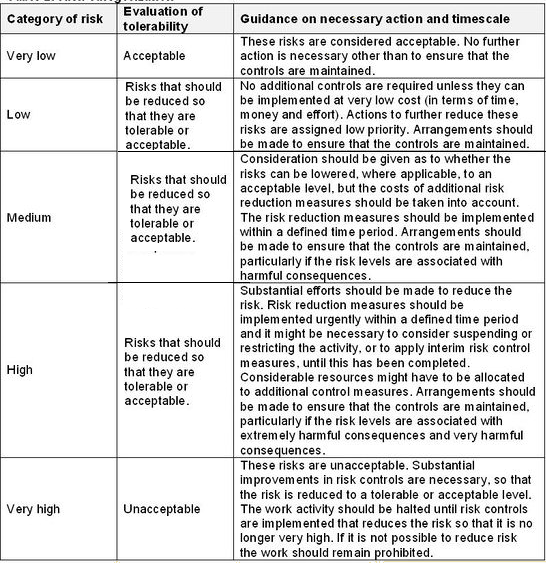 Category of risk
Evaluation of
tolerability
Guidance on necessary action and timescale
Very low
Acceptable
These risks are considered acceptable. No further
action is necessary other than to ensure that the
controls are maintained.
Low
Risks that should
be reduced so
that they are
tolerable or
acceptable.
No additional controls are required unless they can
be implemented at very low cost (in terms of time,
money and effort). Actions to further reduce these
risks are assigned low priority. Arrangements should
be made to ensure that the controls are maintained.
Medium
Risks that should
be reduced so
that they are
tolerable or
acceptable.
Consideration should be given as to whether the
risks can be lowered, where applicable, to an
acceptable level, but the costs of additional risk
reduction measures should be taken into account.
The risk reduction measures should be implemented
within a defined time period. Arrangements should
be made to ensure that the controls are maintained,
particularly if the risk levels are associated with
harmful consequences.
High
Risks that should
be reduced so
that they are
tolerable or
acceptable.
Substantial efforts should be made to reduce the
risk. Risk reduction measures should be
implemented urgently within a defined time period
and it might be necessary to consider suspending or
restricting the activity, or to apply interim risk control
measures, until this has been completed.
Considerable resources might have to be allocated
to additional control measures. Arrangements should
be made to ensure that the controls are maintained,
particularly if the risk levels are associated with
extremely harmful consequences and very harmful
consequences.
Very high
Unacceptable
These risks are unacceptable. Substantial
improvements in risk controls are necessary, so that
the risk is reduced to a tolerable or acceptable level.
The work activity should be halted until risk controls
are implemented that reduces the risk so that it is no
longer very high. If it is not possible to reduce risk
the work should remain prohibited.